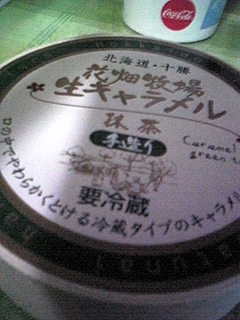 Coca-Cola
北海道・十勝
花畑牧場
生キャラメル
抹茶
手造り
Caramel
green t
要冷蔵
口の中でやわらかくとける冷蔵タイプのキャラメル